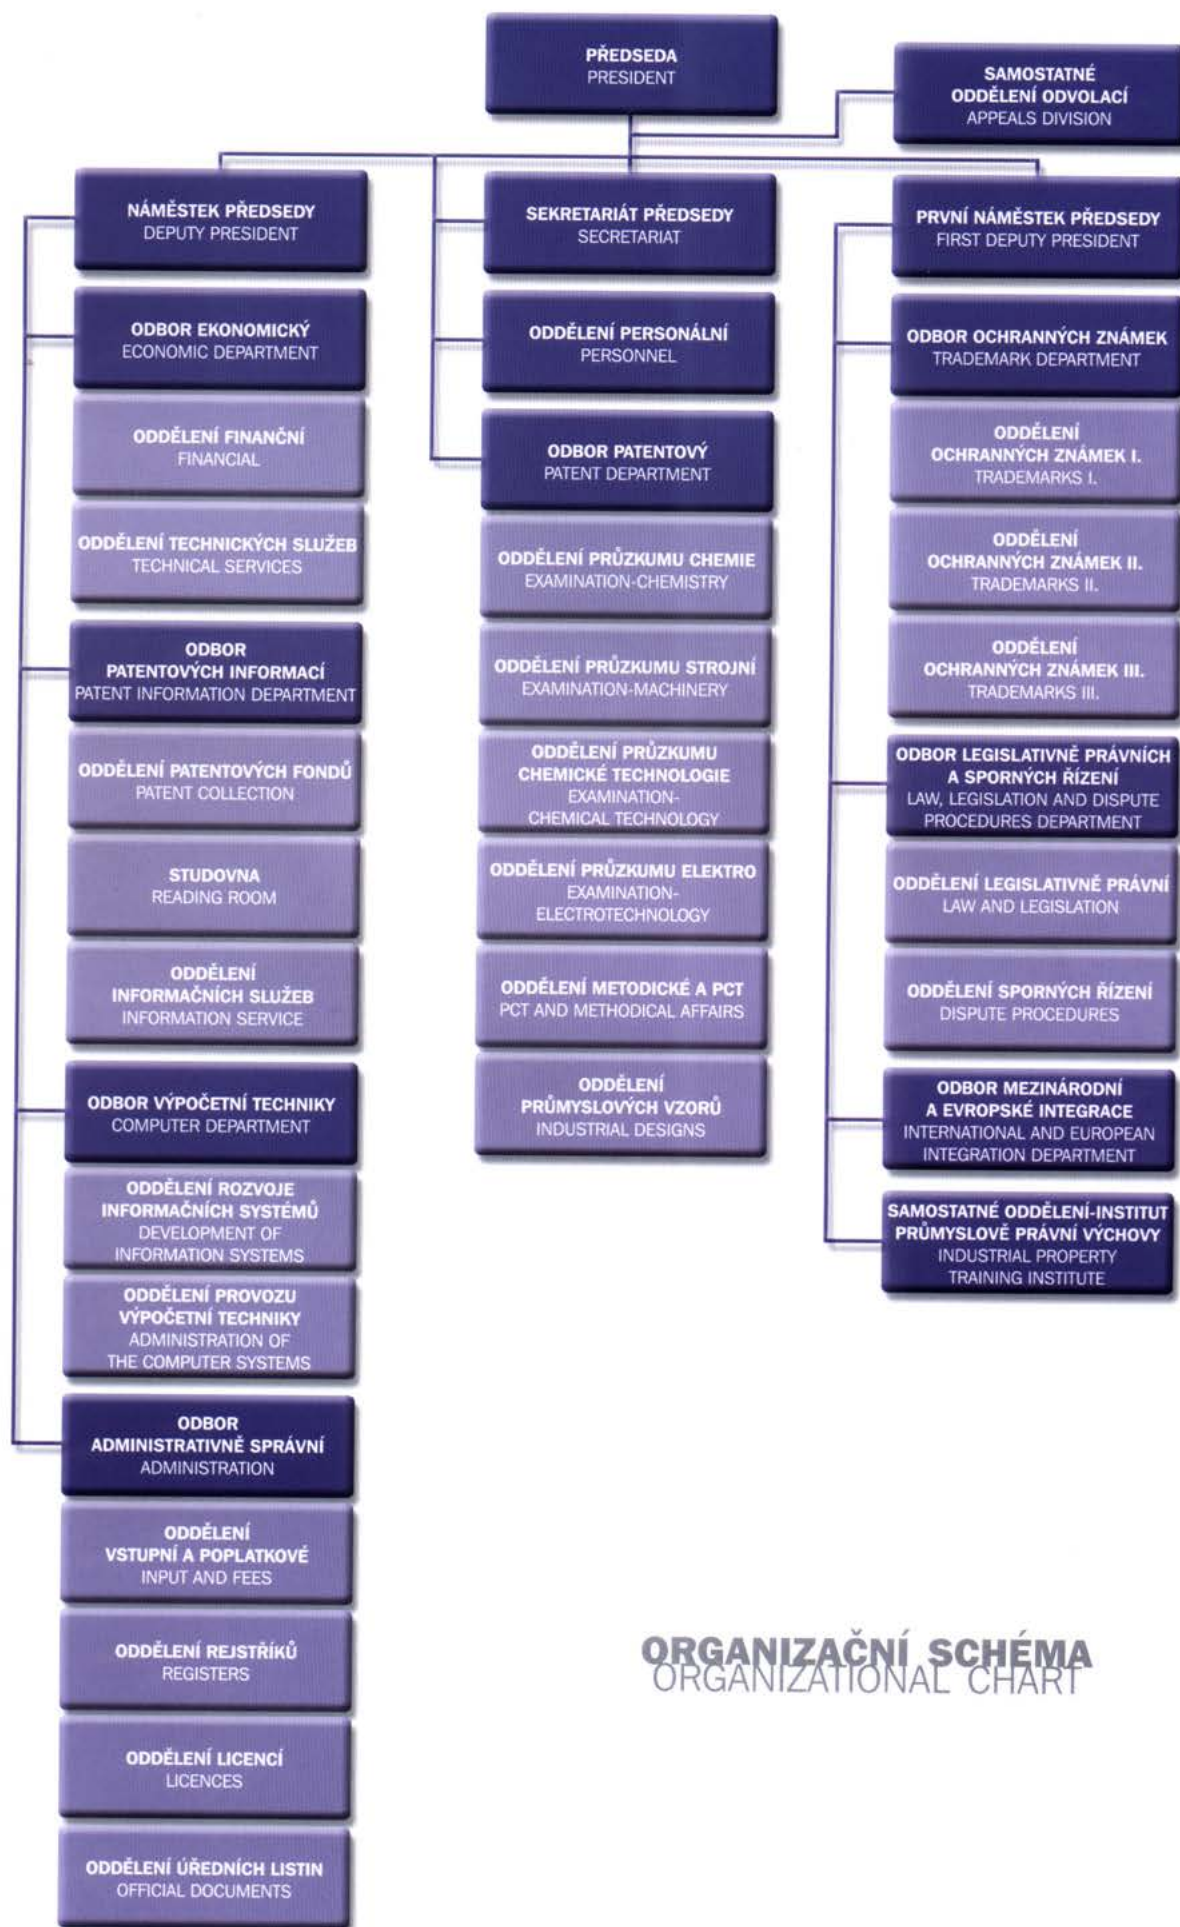 PŘEDSEDA
PRESIDENT
SAMOSTATNÉ
ODDĚLENÍ ODVOLACÍ
APPEALS DIVISION
NÁMĚSTEK PŘEDSEDY
DEPUTY PRESIDENT
ODBOR EKONOMICKÝ
ECONOMIC DEPARTMENT
ODDĚLENÍ FINANČNÍ
FINANCIAL
ODDĚLENÍ TECHNICKÝCH SLUŽEB
TECHNICAL SERVICES
ODBOR
PATENTOVÝCH INFORMACÍ
PATENT INFORMATION DEPARTMENT
ODDĚLENÍ PATENTOVÝCH FONDŮ
PATENT COLLECTION
STUDOVNA
READING ROOM
ODDĚLENÍ
INFORMAČNÍCH SLUŽEB
INFORMATION SERVICE
ODBOR VÝPOČETNÍ TECHNIKY
COMPUTER DEPARTMENT
ODDĚLENÍ ROZVOJE
INFORMAČNÍCH SYSTÉMŮ
DEVELOPMENT OF
INFORMATION SYSTEMS
ODDĚLENÍ PROVOZU
VÝPOČETNÍ TECHNIKY
ADMINISTRATION OF
THE COMPUTER SYSTEMS
ODBOR
ADMINISTRATIVNĚ SPRÁVNÍ
ADMINISTRATION
ODDĚLENÍ
VSTUPNÍ A POPLATKOVÉ
INPUT AND FEES
ODDĚLENÍ REJSTŘÍKŮ
REGISTERS
ODDĚLENÍ LICENCÍ
LICENCES
ODDĚLENÍ ÚŘEDNÍCH LISTIN
OFFICIAL DOCUMENTS
SEKRETARIÁT PŘEDSEDY
SECRETARIAT
ODDĚLENÍ PERSONÁLNÍ
PERSONNEL
ODBOR PATENTOVÝ
PATENT DEPARTMENT
ODDĚLENÍ PRŮZKUMU CHEMIE
EXAMINATION-CHEMISTRY
ODDĚLENÍ PRŮZKUMU STROJNÍ
EXAMINATION-MACHINERY
ODDĚLENÍ PRŮZKUMU
CHEMICKÉ TECHNOLOGIE
EXAMINATION-
CHEMICAL TECHNOLOGY
ODDĚLENÍ PRŮZKUMU ELEKTRO
EXAMINATION-
ELECTROTECHNOLOGY
ODDĚLENÍ METODICKÉ A PCT
PCT AND METHODICAL AFFAIRS
ODDĚLENÍ
PRŮMYSLOVÝCH VZORŮ
INDUSTRIAL DESIGNS
PRVNÍ NÁMĚSTEK PŘEDSEDY
FIRST DEPUTY PRESIDENT
ODBOR OCHRANNÝCH ZNÁMEK
TRADEMARK DEPARTMENT
ODDĚLENÍ
OCHRANNÝCH ZNÁMEK I.
TRADEMARKS I.
ODDĚLENÍ
OCHRANNÝCH ZNÁMEK II.
TRADEMARKS II.
ODDĚLENÍ
OCHRANNÝCH ZNÁMEK III.
TRADEMARKS III.
ODBOR LEGISLATIVNĚ PRÁVNÍCH
A SPORNÝCH ŘÍZENÍ
LAW, LEGISLATION AND DISPUTE
PROCEDURES DEPARTMENT
ODDĚLENÍ LEGISLATIVNĚ PRÁVNÍ
LAW AND LEGISLATION
ODDĚLENÍ SPORNÝCH ŘÍZENÍ
DISPUTE PROCEDURES
ODBOR MEZINÁRODNÍ
A EVROPSKÉ INTEGRACE
INTERNATIONAL AND EUROPEAN
INTEGRATION DEPARTMENT
SAMOSTATNÉ ODDĚLENÍ-INSTITUT
PRŮMYSLOVĚ PRÁVNÍ VÝCHOVY
INDUSTRIAL PROPERTY
TRAINING INSTITUTE
ORGANIZAČNÍ SCHÉMA
ORGANIZATIONAL CHART